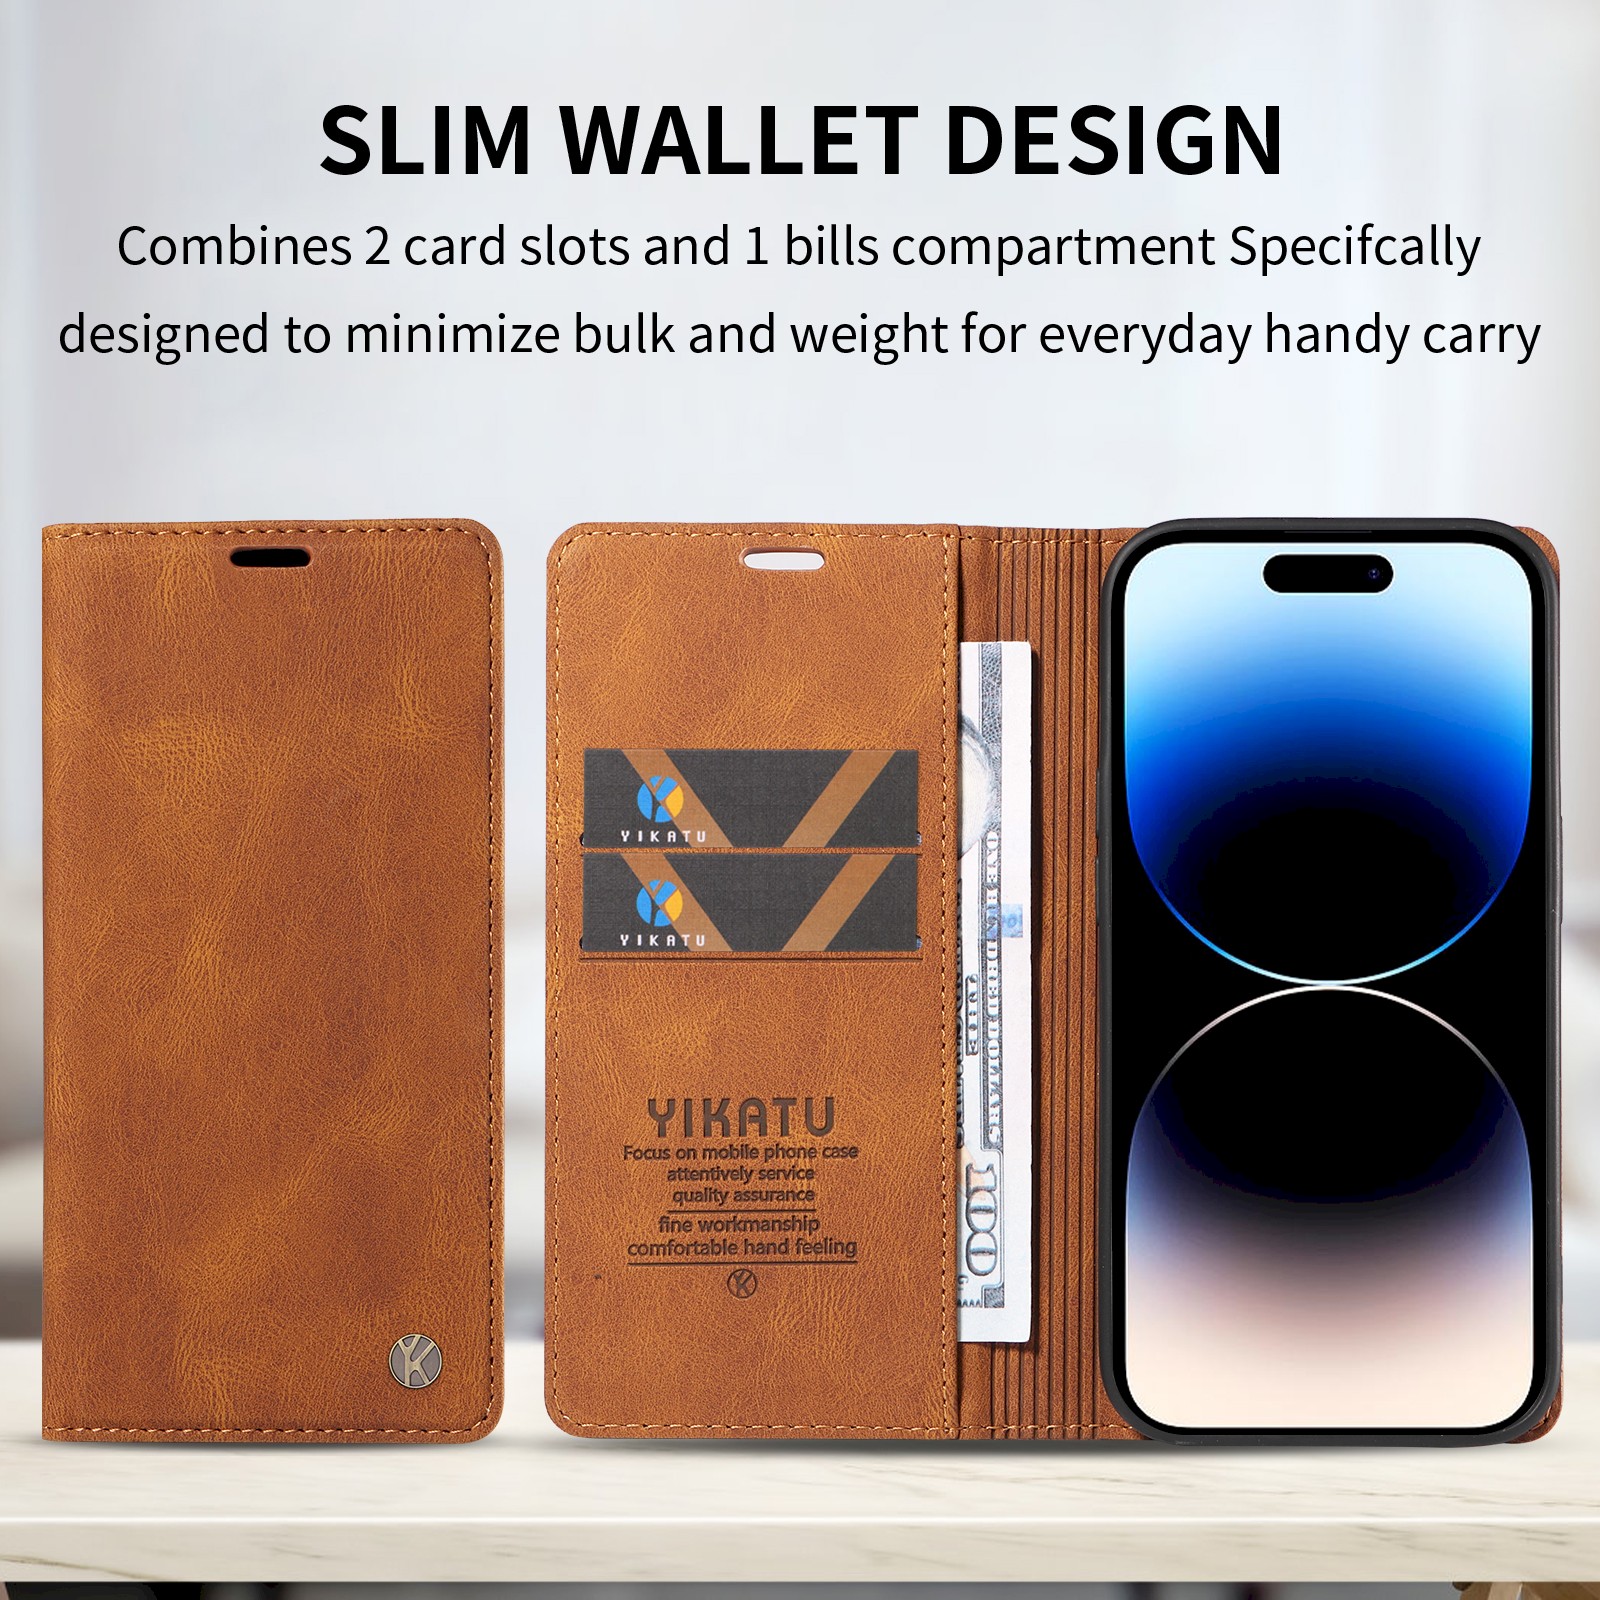 SLIM WALLET DESIGN
Combines 2 card slots and 1 bills compartment Specifcally
designed to minimize bulk and weight for everyday handy carry
YIKATU
YIKATU
YIKATU
Focus on mobile phone case
attentively service
quality assurance
fine workmanship
comfortable hand feeling
100